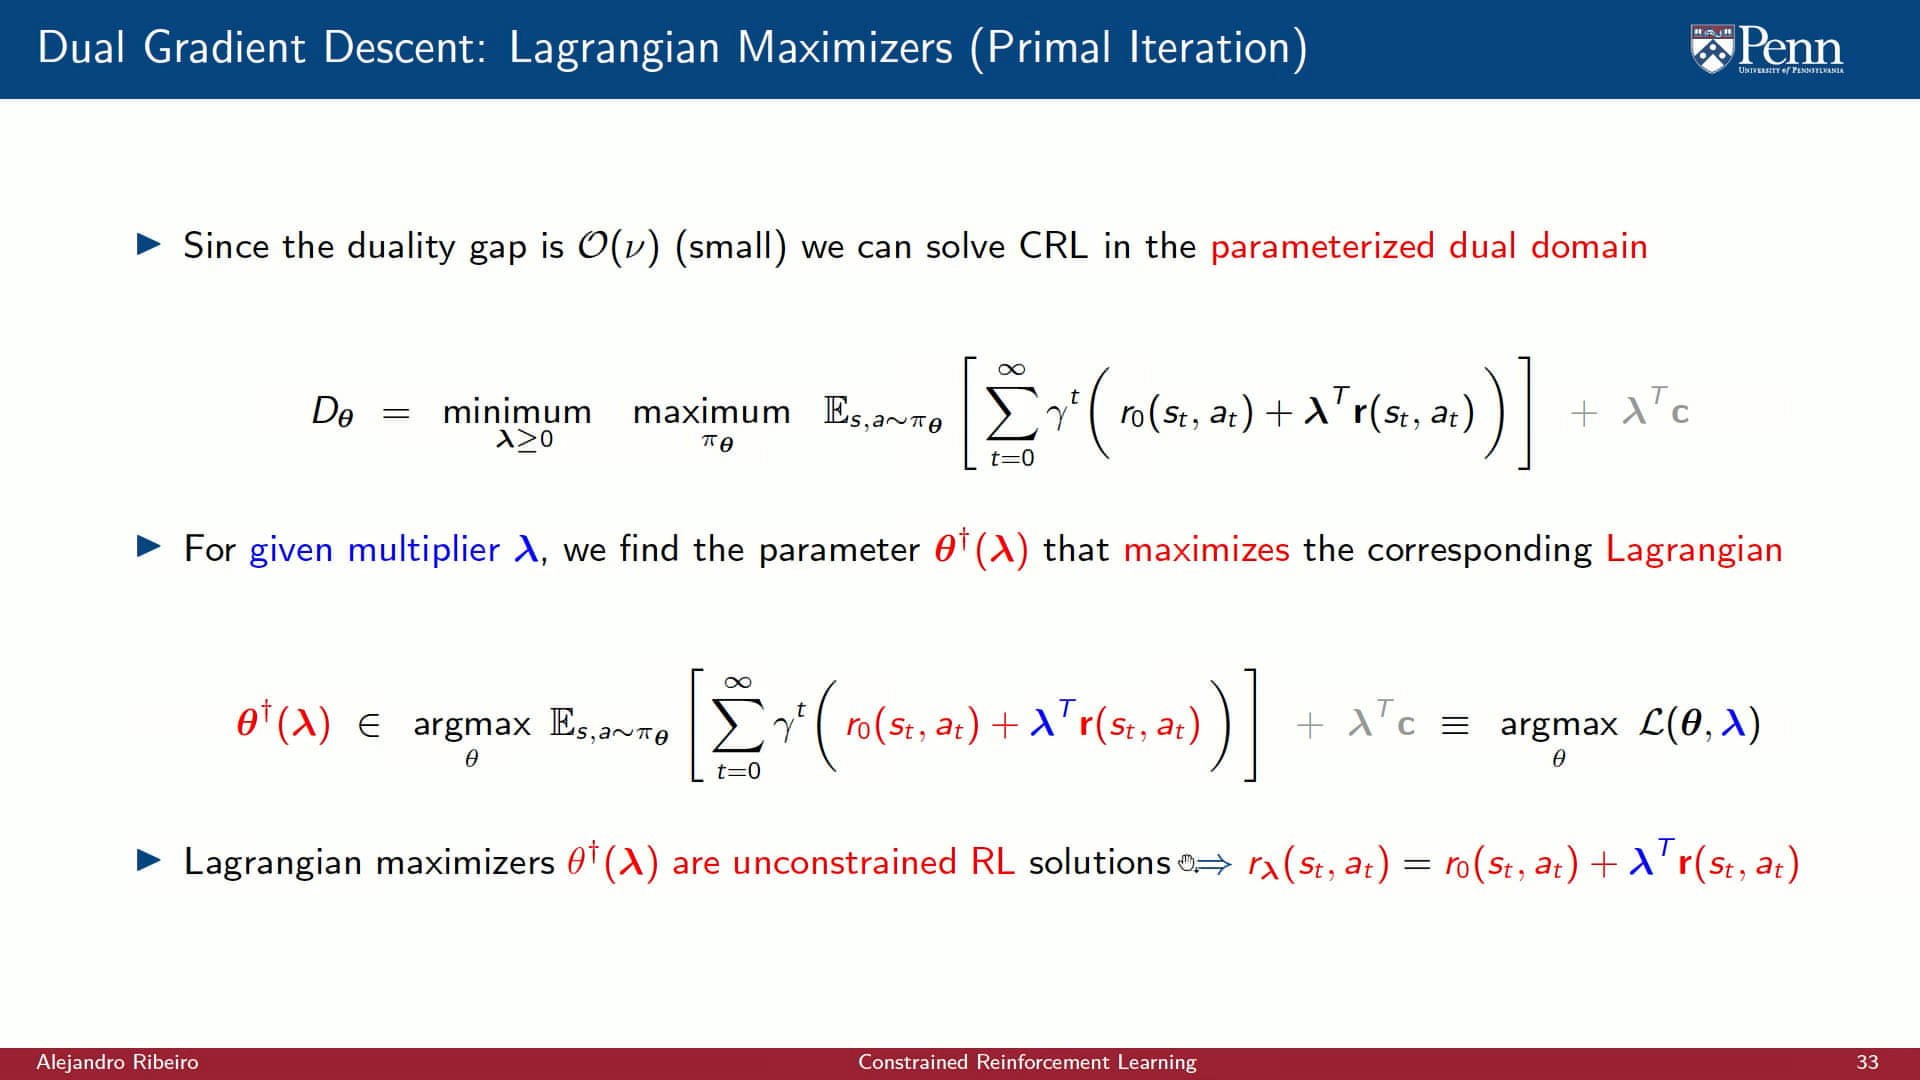 Dual Gradient Descent: Lagrangian Maximizers (Primal Iteration)
Penn
University of Pennsylvania
▶ Since the duality gap is 𝒪(ν) (small) we can solve CRL in the parameterized dual domain
D_θ = minimum_{λ≥0} maximum_{π_θ} 𝔼_{s,a∼π_θ} [ ∑_{t=0}^{∞} γ^t ( r_0(s_t, a_t) + λ^T r(s_t, a_t) ) ] + λ^T c
▶ For given multiplier λ, we find the parameter θ^†(λ) that maximizes the corresponding Lagrangian
θ^†(λ) ∈ argmax_θ 𝔼_{s,a∼π_θ} [ ∑_{t=0}^{∞} γ^t ( r_0(s_t, a_t) + λ^T r(s_t, a_t) ) ] + λ^T c ≡ argmax_θ ℒ(θ, λ)
▶ Lagrangian maximizers θ^†(λ) are unconstrained RL solutions ⇒ r_λ(s_t, a_t) = r_0(s_t, a_t) + λ^T r(s_t, a_t)
Alejandro Ribeiro
Constrained Reinforcement Learning
33